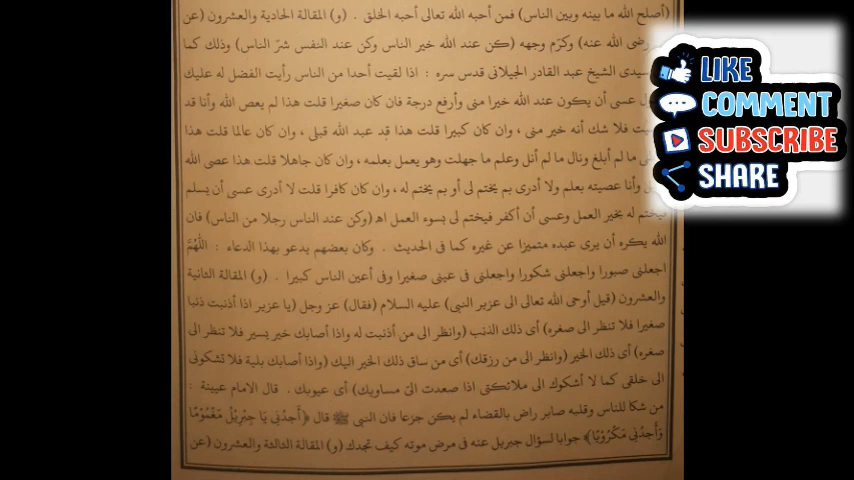 (أصلح الله ما بينه وبين الناس) فمن أحبه الله تعالى أحبه الخلق . (و) المقالة الحادية والعشرون (عن
رضى الله عنه) وكرّم وجهه (كن عند الله خير الناس وكن عند النفس شرّ الناس) وذلك كما
سيدى الشيخ عبد القادر الجيلانى قدس سره : اذا لقيت أحدا من الناس رأيت الفضل له عليك
عسى أن يكون عند الله خيرا منى وأرفع درجة فان كان صغيرا قلت هذا لم يعص الله وأنا قد
فلا شك أنه خير منى ، وان كان كبيرا قلت هذا قد عبد الله قبلى ، وان كان عالما قلت هذا
ما لم أبلغ ونال ما لم أنل وعلم ما جهلت وهو يعمل بعلمه ، وان كان جاهلا قلت هذا عصى الله
وأنا عصيته بعلم ولا أدرى بم يختم لى أو بم يختم له ، وان كان كافرا قلت لا أدرى عسى أن يسلم
فيختم له بخير العمل وعسى أن أكفر فيختم لى بسوء العمل اه (وكن عند الناس رجلا من الناس) فان
الله يكره أن يرى عبده متميزا عن غيره كما فى الحديث . وكان بعضهم يدعو بهذا الدعاء : اللّٰهُمَّ
اجعلنى صبورا واجعلنى شكورا واجعلنى فى عينى صغيرا وفى أعين الناس كبيرا . (و) المقالة الثانية
والعشرون (قيل أوحى الله تعالى الى عزير النبى) عليه السلام (فقال) عز وجل (يا عزير اذا أذنبت ذنبا
صغيرا فلا تنظر الى صغره) أى ذلك الذنب (وانظر الى من أذنبت له واذا أصابك خير يسير فلا تنظر الى
صغره) أى ذلك الخير (وانظر الى من رزقك) أى من ساق ذلك الخير اليك (واذا أصابك بلية فلا تشكونى
الى خلقى كما لا أشكوك الى ملائكتى اذا صعدت الىّ مساويك) أى عيوبك . قال الامام عيينة :
من شكا للناس وقلبه صابر راض بالقضاء لم يكن جزعا فان النبى ﷺ قال ﴿أَجِدُنِى يَا جِبْرِيلُ مَغْمُوْمًا
وَأَجِدُنِى مَكْرُوْبًا﴾ جوابا لسؤال جبريل عنه فى مرض موته كيف تجدك (و) المقالة الثالثة والعشرون (عن
LIKE
COMMENT
SUBSCRIBE
SHARE